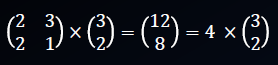 (2 3
2 1) × (3
2) = (12
8) = 4 × (3
2)